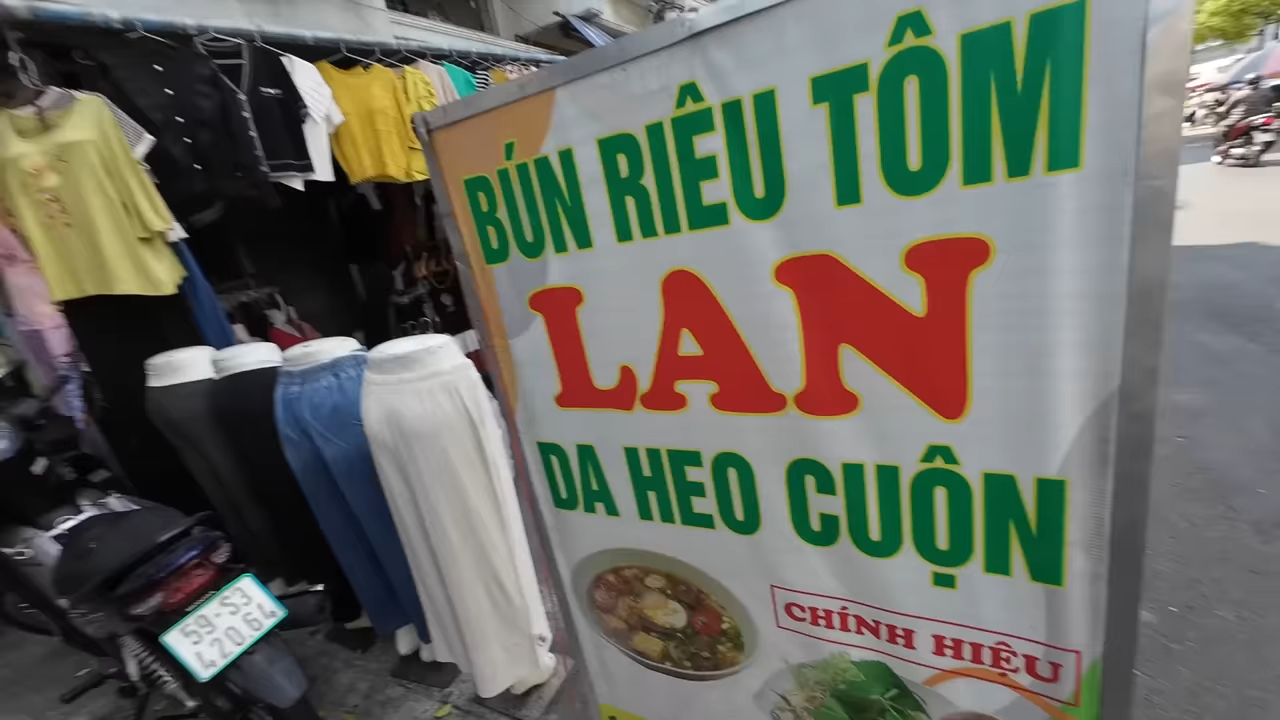 BÚN RIÊU TÔM
LAN
DA HEO CUỘN
CHÍNH HIỆU
59-S3
420.64